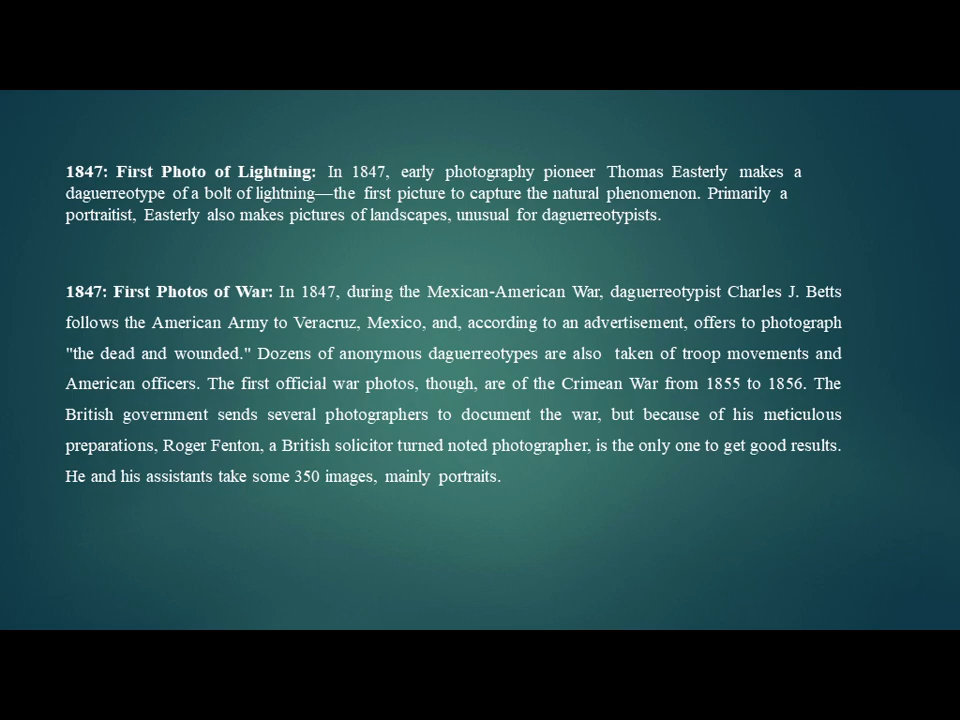 1847: First Photo of Lightning: In 1847, early photography pioneer Thomas Easterly makes a
daguerreotype of a bolt of lightning—the first picture to capture the natural phenomenon. Primarily a
portraitist, Easterly also makes pictures of landscapes, unusual for daguerreotypists.
1847: First Photos of War: In 1847, during the Mexican-American War, daguerreotypist Charles J. Betts
follows the American Army to Veracruz, Mexico, and, according to an advertisement, offers to photograph
"the dead and wounded." Dozens of anonymous daguerreotypes are also taken of troop movements and
American officers. The first official war photos, though, are of the Crimean War from 1855 to 1856. The
British government sends several photographers to document the war, but because of his meticulous
preparations, Roger Fenton, a British solicitor turned noted photographer, is the only one to get good results.
He and his assistants take some 350 images, mainly portraits.